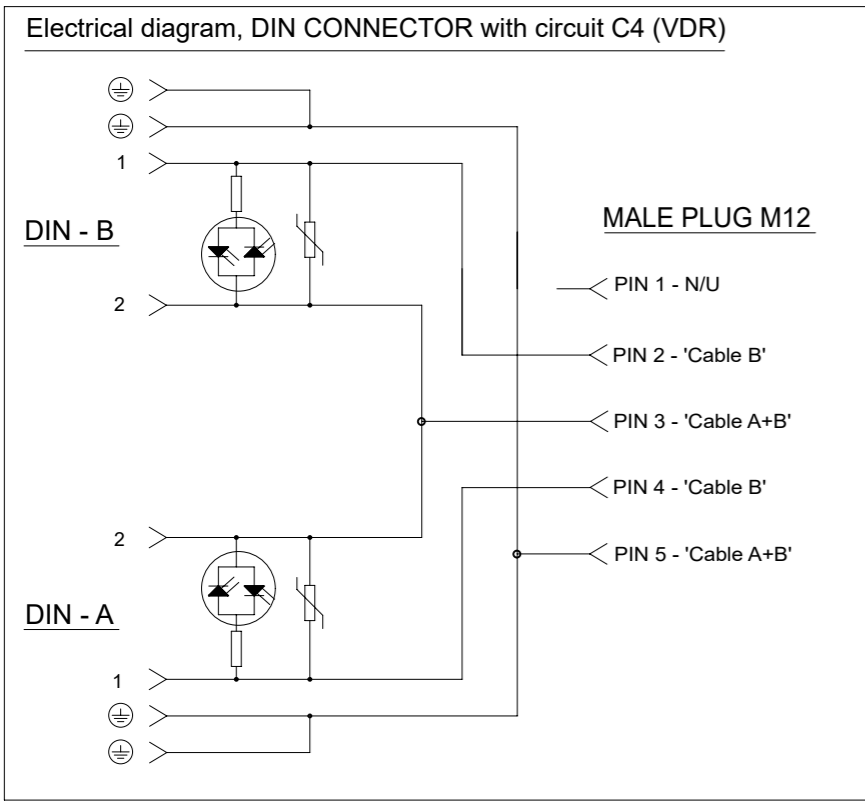 Electrical diagram, DIN CONNECTOR with circuit C4 (VDR)
1
DIN - B
2
MALE PLUG M12
PIN 1 - N/U
PIN 2 - 'Cable B'
PIN 3 - 'Cable A+B'
PIN 4 - 'Cable B'
PIN 5 - 'Cable A+B'
2
DIN - A
1